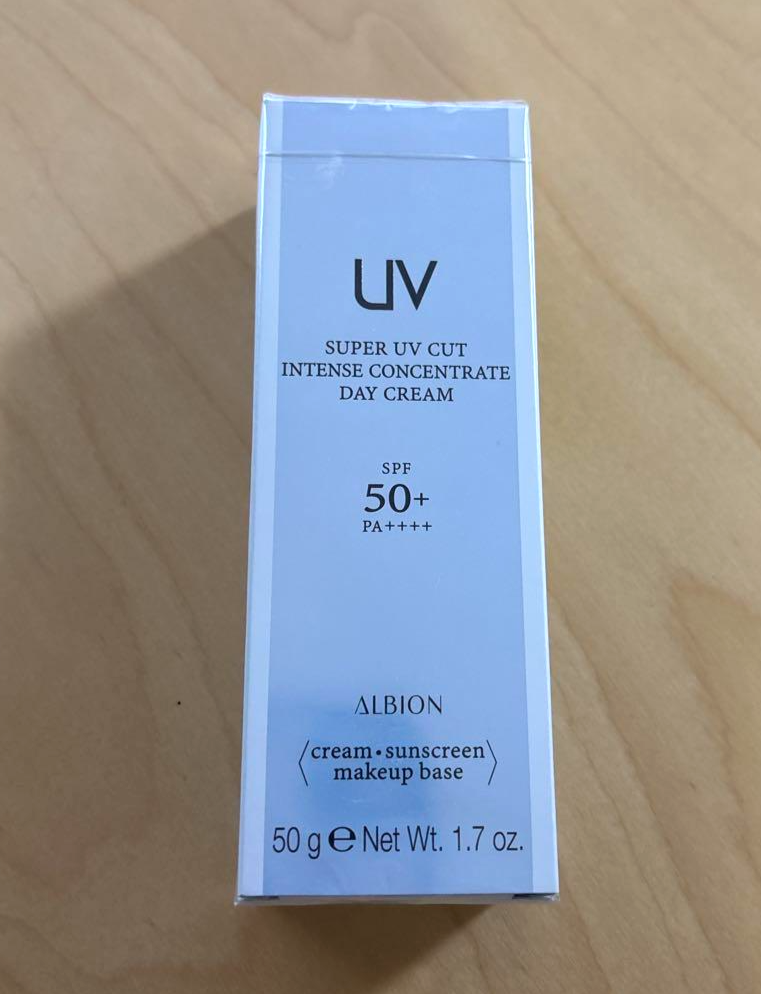 UV
SUPER UV CUT
INTENSE CONCENTRATE
DAY CREAM
SPF
50+
PA++++
ALBION
〈cream・sunscreen
makeup base〉
50 g ℮ Net Wt. 1.7 oz.